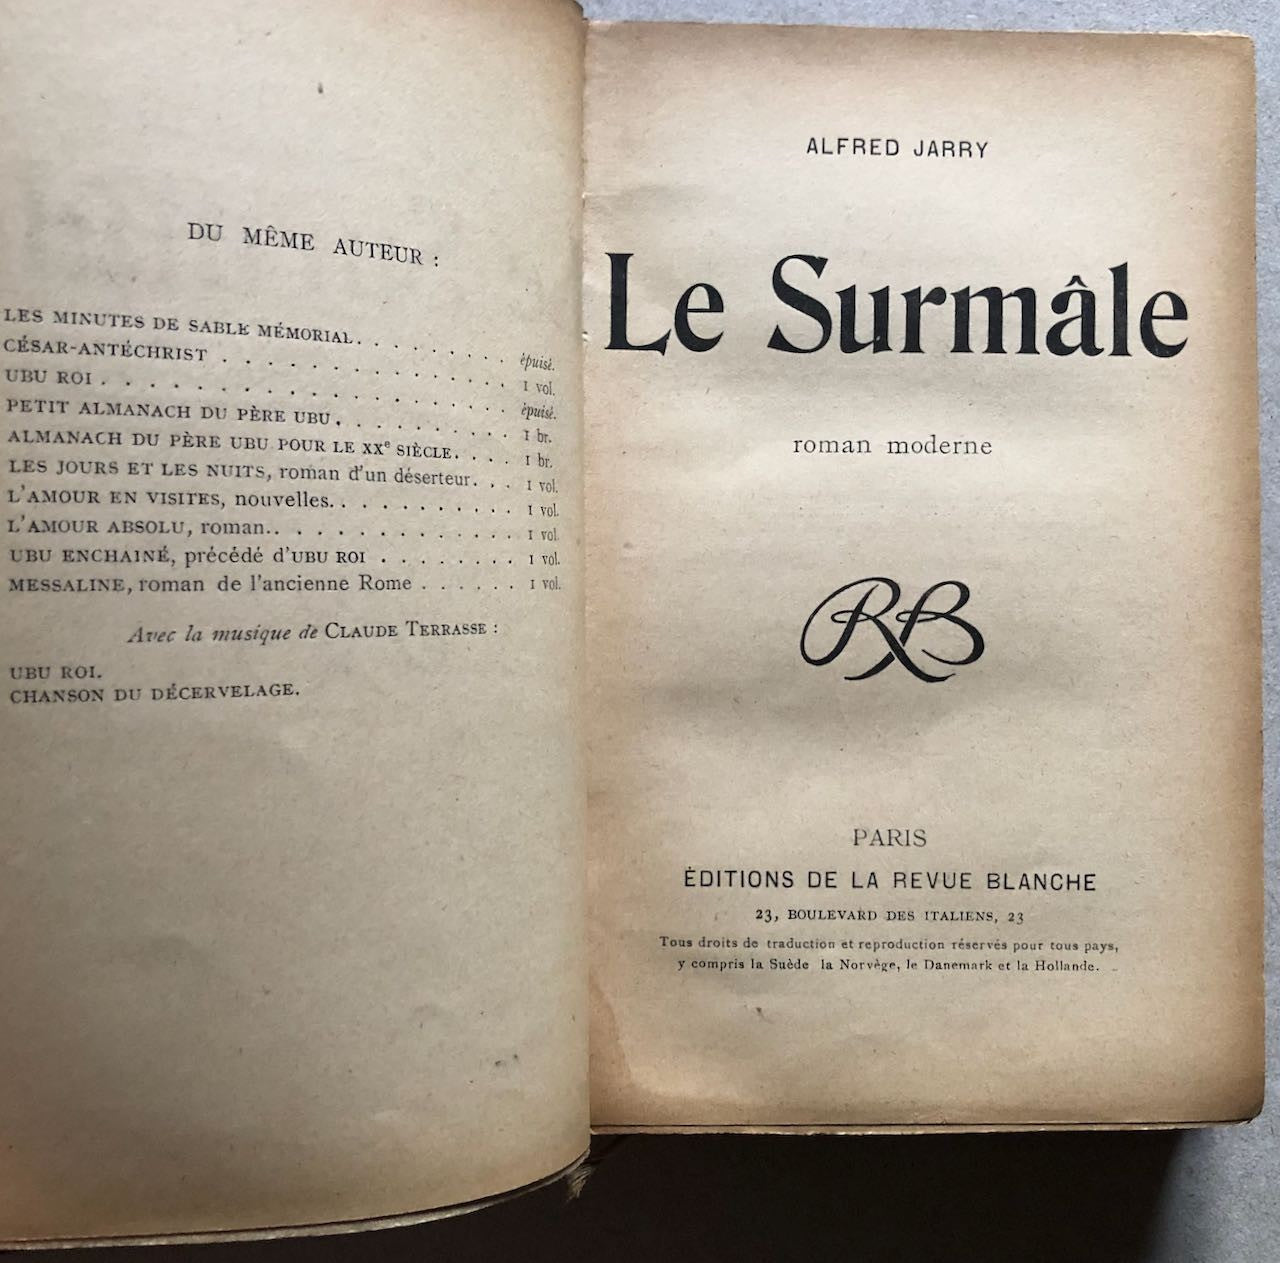 DU MÊME AUTEUR :
LES MINUTES DE SABLE MÉMORIAL. . . . . . . . épuisé.
CÉSAR-ANTÉCHRIST . . . . . . . . . . . . . . 1 vol.
UBU ROI . . . . . . . . . . . . . . . . . . épuisé.
PETIT ALMANACH DU PÈRE UBU . . . . . . . . . 1 br.
ALMANACH DU PÈRE UBU POUR LE XXe SIÈCLE. . . . 1 br.
LES JOURS ET LES NUITS, roman d'un déserteur. . . 1 vol.
L'AMOUR EN VISITES, nouvelles. . . . . . . . . . 1 vol.
L'AMOUR ABSOLU, roman. . . . . . . . . . . . . . 1 vol
UBU ENCHAINÉ, précédé d'UBU ROI . . . . . . . . 1 vol.
MESSALINE, roman de l'ancienne Rome . . . . . . 1 vol.
Avec la musique de CLAUDE TERRASSE :
UBU ROI.
CHANSON DU DÉCERVELAGE.
ALFRED JARRY
Le Surmâle
roman moderne
RB
PARIS
ÉDITIONS DE LA REVUE BLANCHE
23, BOULEVARD DES ITALIENS, 23
Tous droits de traduction et reproduction réservés pour tous pays,
y compris la Suède la Norvège, le Danemark et la Hollande.